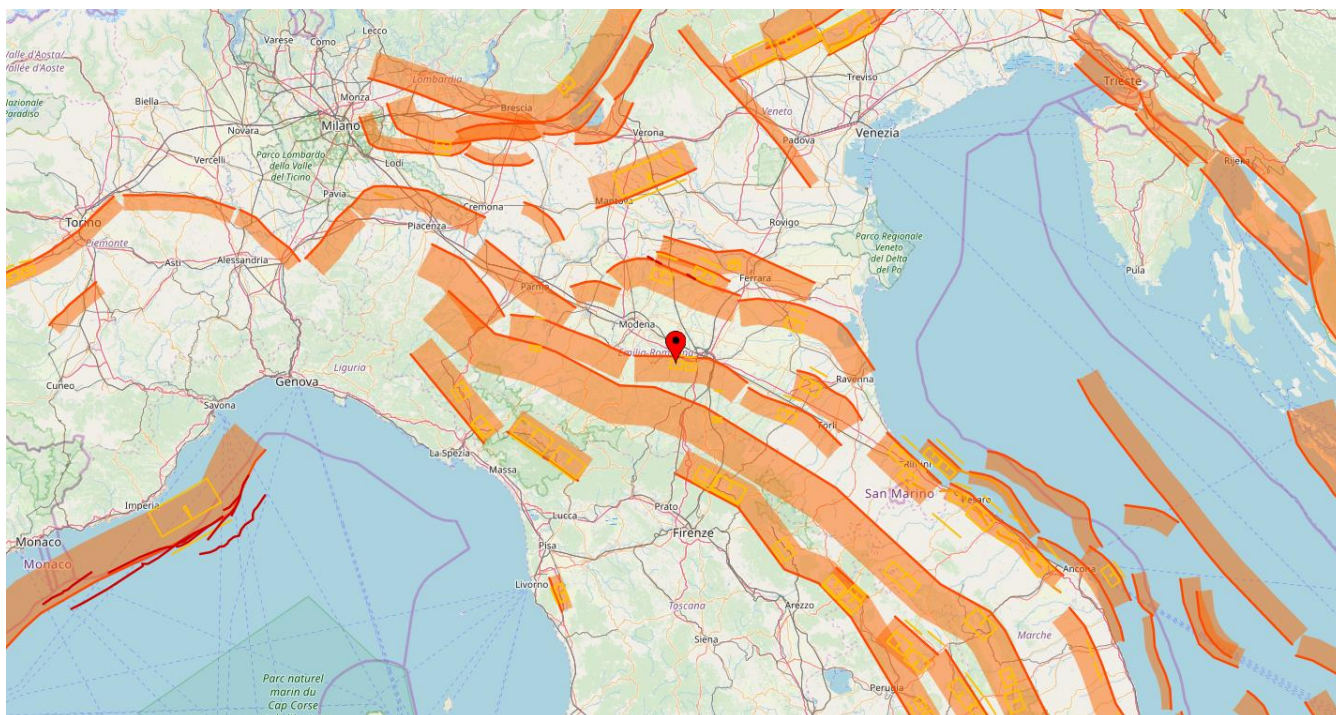 Lecco
Valle d'Aosta/
Vallée d'Aoste
Varese
Como
Lombardia
Treviso
Trieste
Biella
Monza
Brescia
Veneto
Nazionale
Paradiso
Novara
Milano
Verona
Padova
Venezia
Vercelli
Parco Lombardo
della Valle
del Ticino
Lodi
Rijeka
Pavia
Mantova
Cremona
Rovigo
Torino
Piacenza
Parco Regionale
Veneto
del Delta
del Po
Piemonte
Asti
Alessandria
Pula
Ferrara
Parma
Modena
Emilia-Romagna
Liguria
Cuneo
Genova
Ravenna
Savona
Forlì
La Spezia
Massa
Rimini
San Marino
Pesaro
Imperia
Prato
Lucca
Firenze
Monaco
Monaco
Pisa
Ancona
Livorno
Toscana
Arezzo
Siena
Marche
Parc naturel
marin du
Cap Corse
Perugia